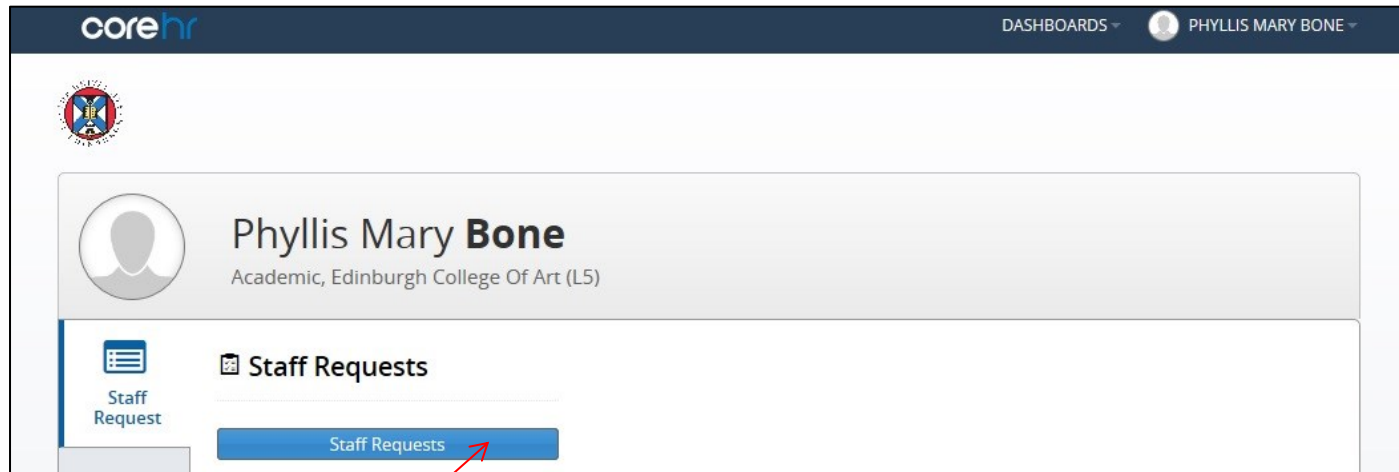 corehr
DASHBOARDS
PHYLLIS MARY BONE
Phyllis Mary Bone
Academic, Edinburgh College Of Art (L5)
Staff Requests
Staff
Request
Staff Requests